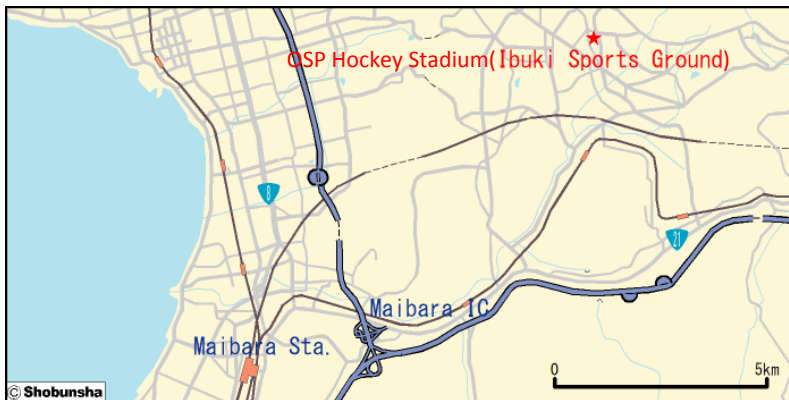 OSP Hockey Stadium(Ibuki Sports Ground)
8
21
Maibara IC
Maibara Sta.
0 5km
© Shobunsha